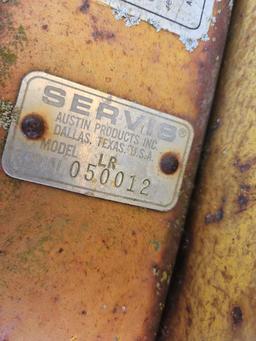 SERVIS®
AUSTIN PRODUCTS INC.
DALLAS, TEXAS, U.S.A.
MODEL LR
050012